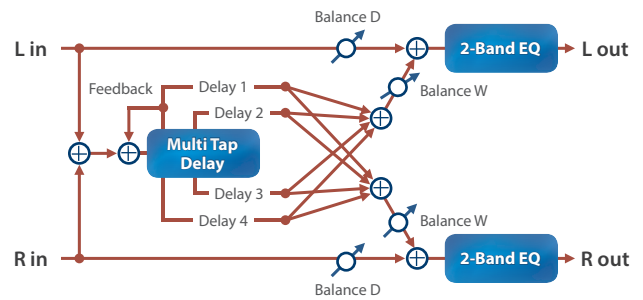 Balance D
L in
2-Band EQ
L out
Feedback
Delay 1
Balance W
Delay 2
Multi Tap
Delay
Delay 3
Delay 4
Balance W
R in
2-Band EQ
R out
Balance D